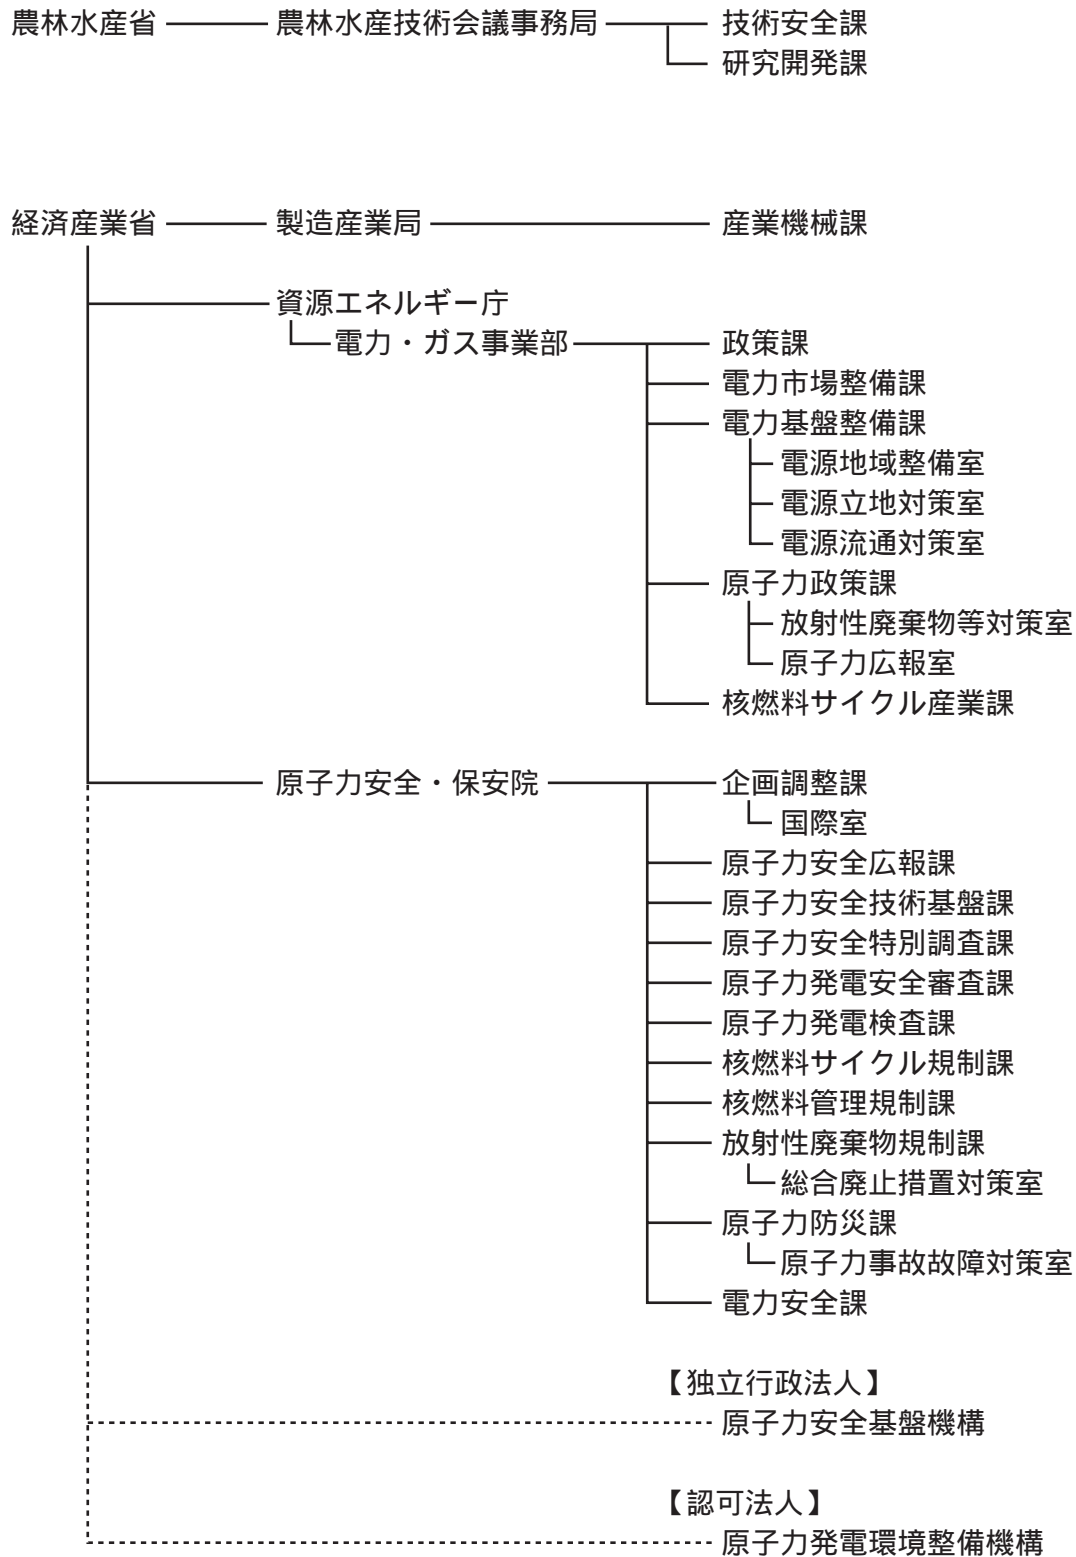 農林水産省 農林水産技術会議事務局 技術安全課
研究開発課
経済産業省 製造産業局 産業機械課
資源エネルギー庁
電力・ガス事業部 政策課
電力市場整備課
電力基盤整備課
電源地域整備室
電源立地対策室
電源流通対策室
原子力政策課
放射性廃棄物等対策室
原子力広報室
核燃料サイクル産業課
原子力安全・保安院 企画調整課
国際室
原子力安全広報課
原子力安全技術基盤課
原子力安全特別調査課
原子力発電安全審査課
原子力発電検査課
核燃料サイクル規制課
核燃料管理規制課
放射性廃棄物規制課
総合廃止措置対策室
原子力防災課
原子力事故故障対策室
電力安全課
【独立行政法人】
原子力安全基盤機構
【認可法人】
原子力発電環境整備機構